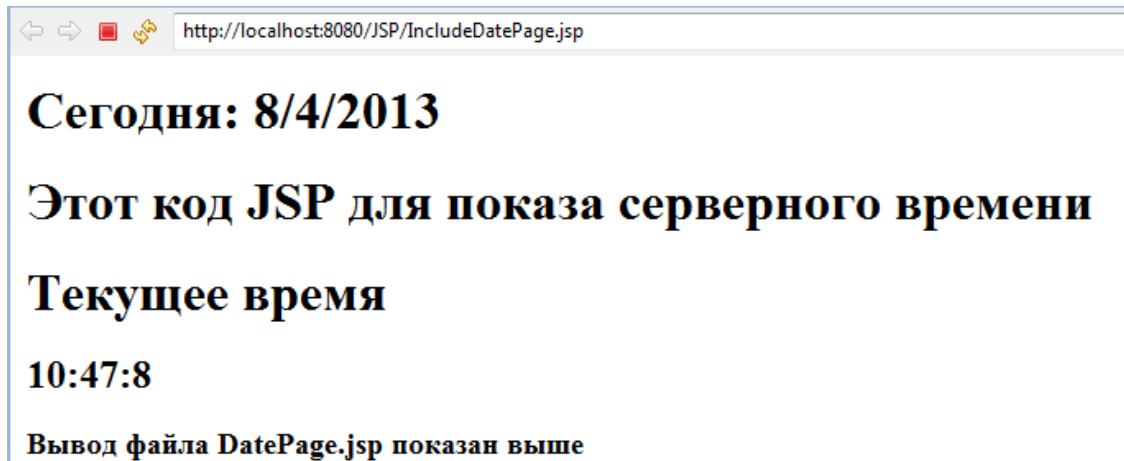 http://localhost:8080/JSP/IncludeDatePage.jsp
Сегодня: 8/4/2013
Этот код JSP для показа серверного времени
Текущее время
10:47:8
Вывод файла DatePage.jsp показан выше